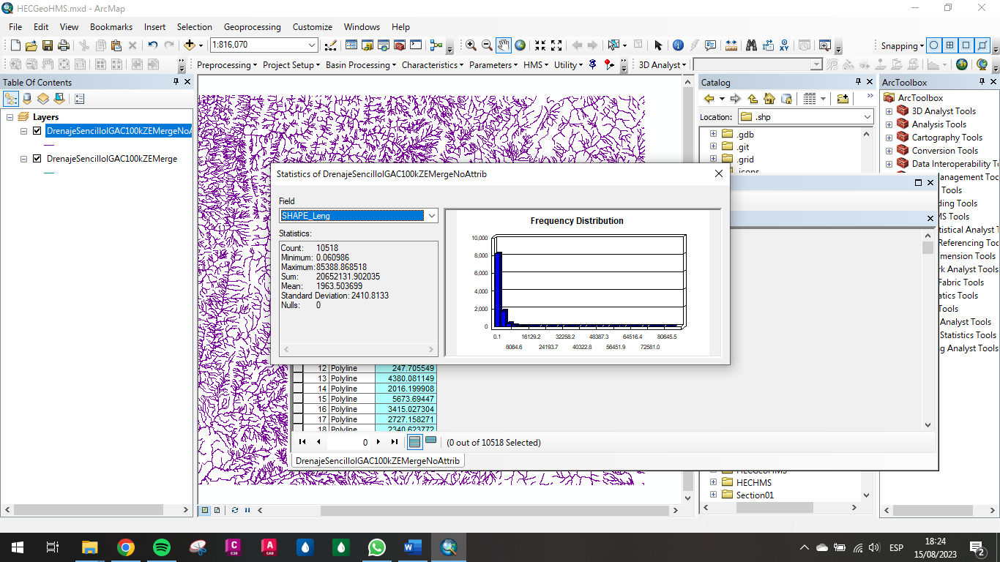 HECGeoHMS.mxd - ArcMap
File Edit View Bookmarks Insert Selection Geoprocessing Customize Windows Help
1:816,070
Snapping
Preprocessing Project Setup Basin Processing Characteristics Parameters HMS Utility
3D Analyst
Table Of Contents
Layers
DrenajeSencilloIGAC100kZEMergeNoA
DrenajeSencilloIGAC100kZEMerge
Statistics of DrenajeSencilloIGAC100kZEMergeNoAttrib
Field
SHAPE_Leng
Statistics:
Count: 10518
Minimum: 0.060986
Maximum: 85388.868518
Sum: 20652131.902035
Mean: 1963.503699
Standard Deviation: 2410.8133
Nulls: 0
Frequency Distribution
10,000
8,000
6,000
4,000
2,000
0
0.1 16129.2 32258.2 48387.3 64516.4 80645.5
8064.6 24193.7 40322.8 56451.9 72581.0
12 Polyline 247.705549
13 Polyline 4380.081149
14 Polyline 2016.199908
15 Polyline 5673.69447
16 Polyline 3415.027304
17 Polyline 2727.158271
18 Polyline 2340.623772
0 (0 out of 10518 Selected)
DrenajeSencilloIGAC100kZEMergeNoAttrib
Catalog
Location: .shp
.gdb
.git
.grid
.icons
HECGeoHMS
HECHMS
Section01
ArcToolbox
ArcToolbox
3D Analyst Tools
Analysis Tools
Cartography Tools
Conversion Tools
Data Interoperability T
anagement Tool
Tools
ding Tools
MS Tools
tistical Analyst T
Referencing Tool
mension Tools
rk Analyst Tools
Fabric Tools
atics Tools
Tools
Analyst Tools
Statistics Tools
g Analyst Tools
ESP
18:24
15/08/2023
2